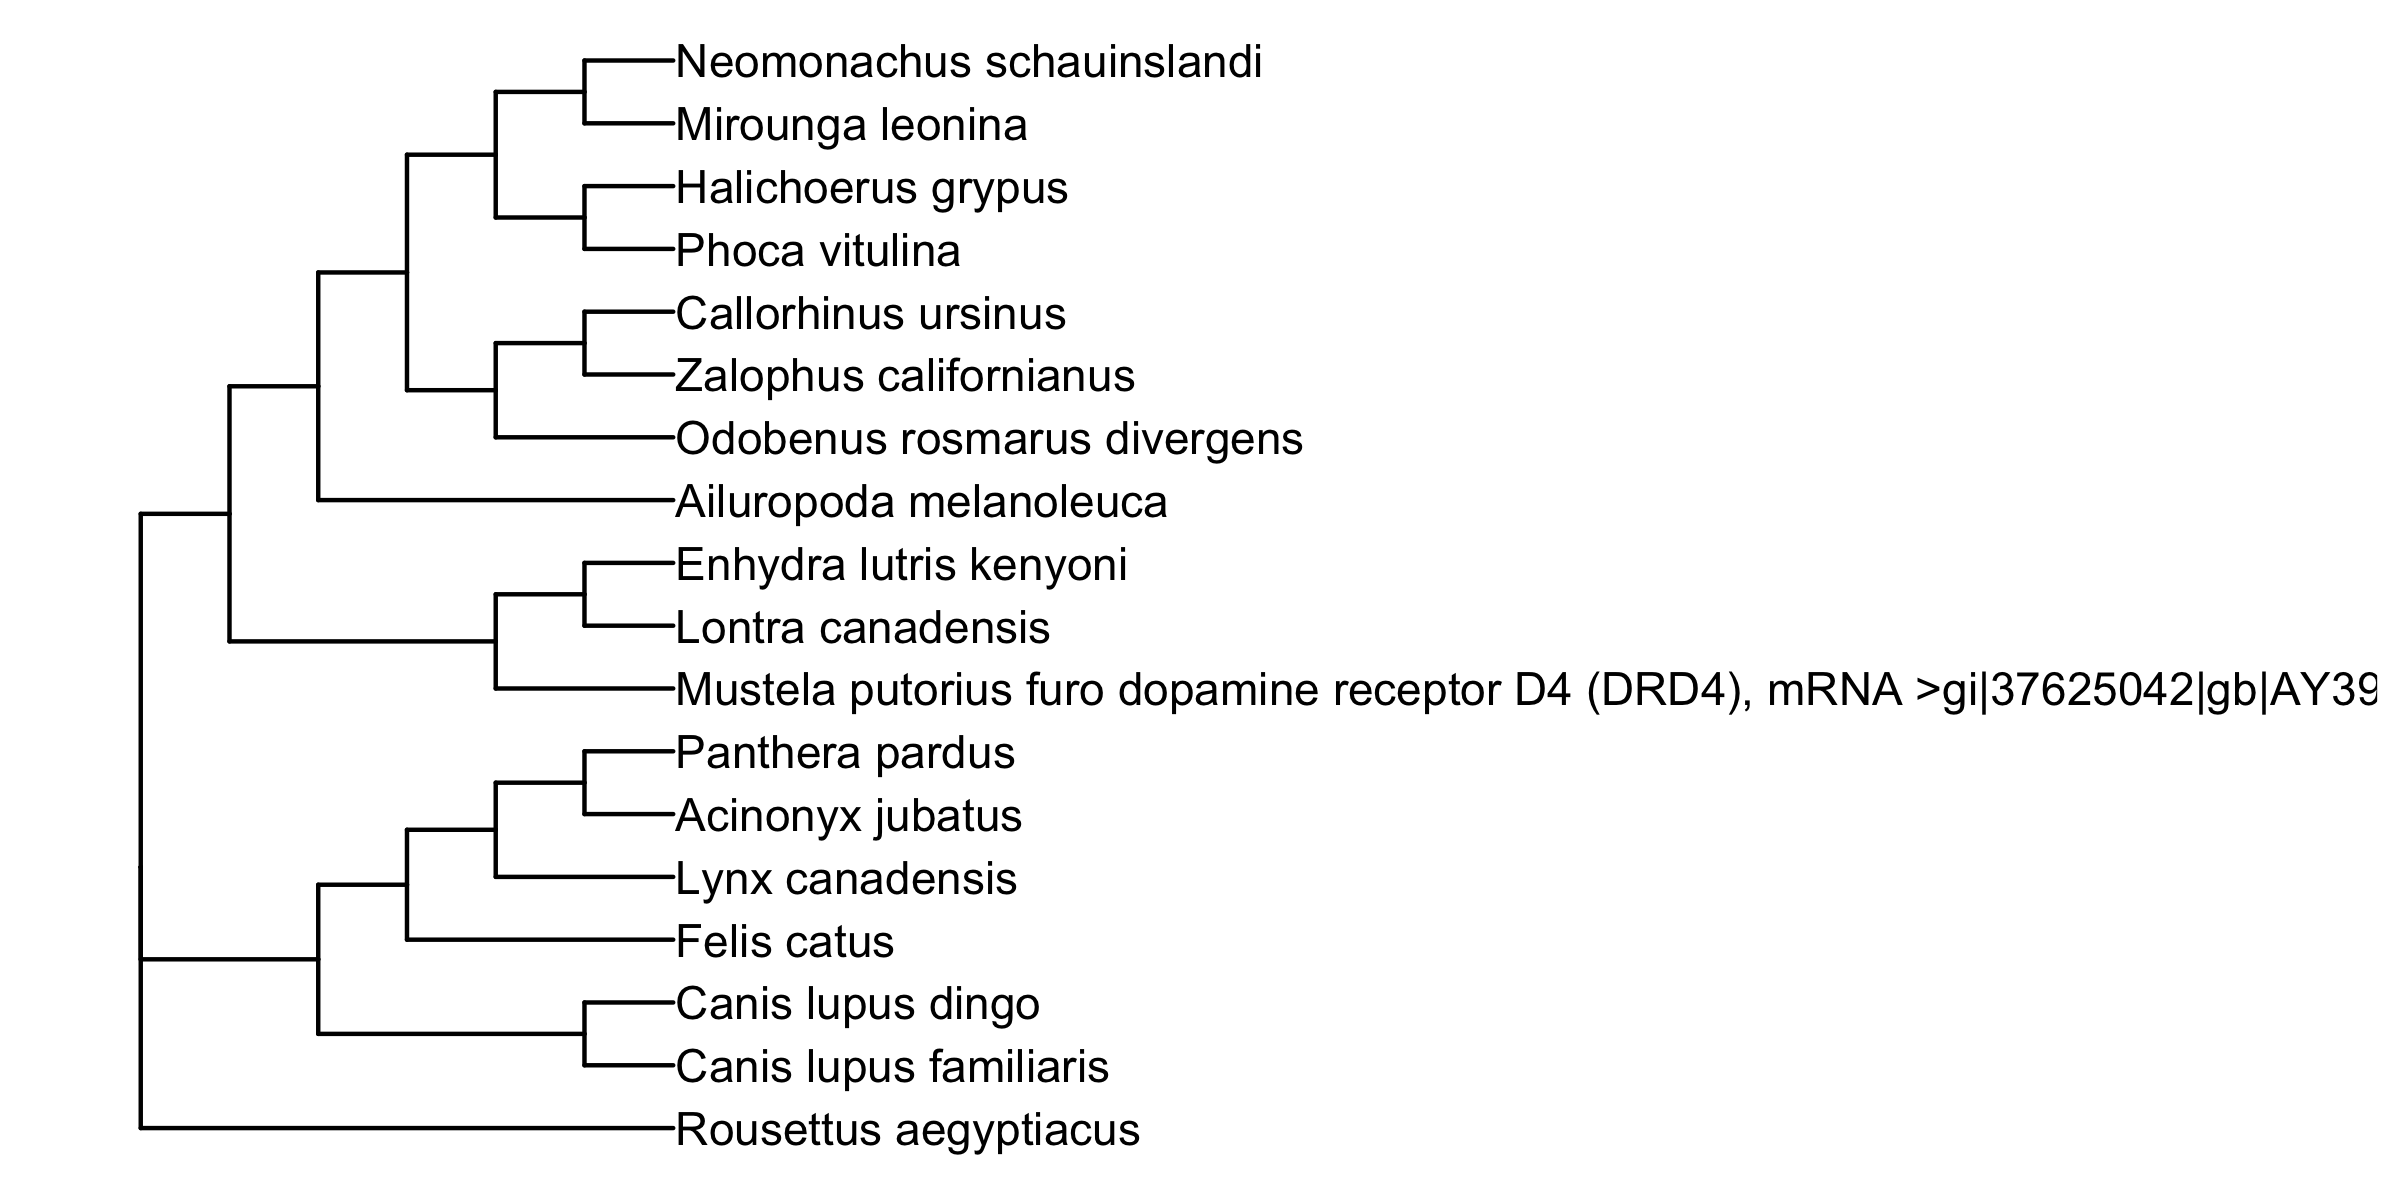 Neomonachus schauinslandi
Mirounga leonina
Halichoerus grypus
Phoca vitulina
Callorhinus ursinus
Zalophus californianus
Odobenus rosmarus divergens
Ailuropoda melanoleuca
Enhydra lutris kenyoni
Lontra canadensis
Mustela putorius furo dopamine receptor D4 (DRD4), mRNA >gi|37625042|gb|AY39
Panthera pardus
Acinonyx jubatus
Lynx canadensis
Felis catus
Canis lupus dingo
Canis lupus familiaris
Rousettus aegyptiacus